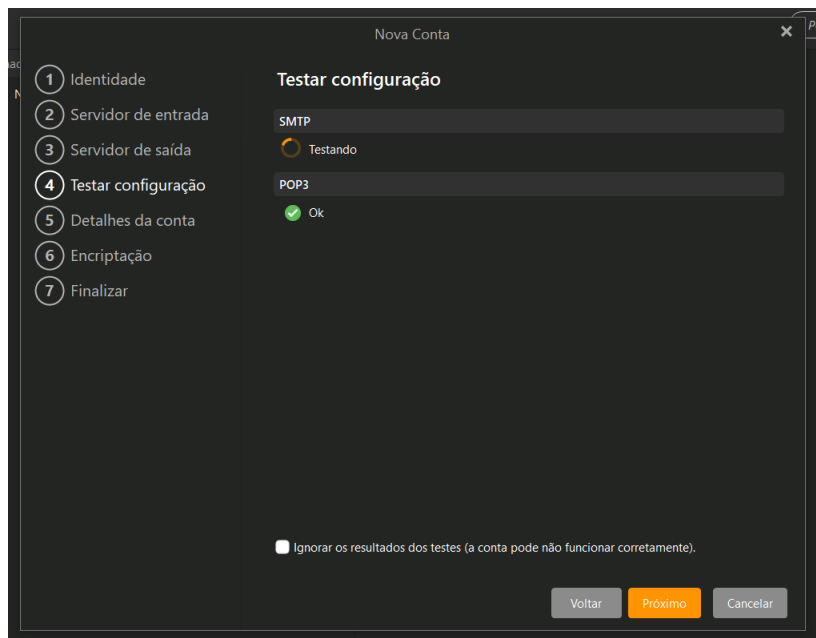 Nova Conta
1 Identidade
2 Servidor de entrada
3 Servidor de saída
4 Testar configuração
5 Detalhes da conta
6 Encriptação
7 Finalizar
Testar configuração
SMTP
Testando
POP3
Ok
Ignorar os resultados dos testes (a conta pode não funcionar corretamente).
Voltar
Próximo
Cancelar